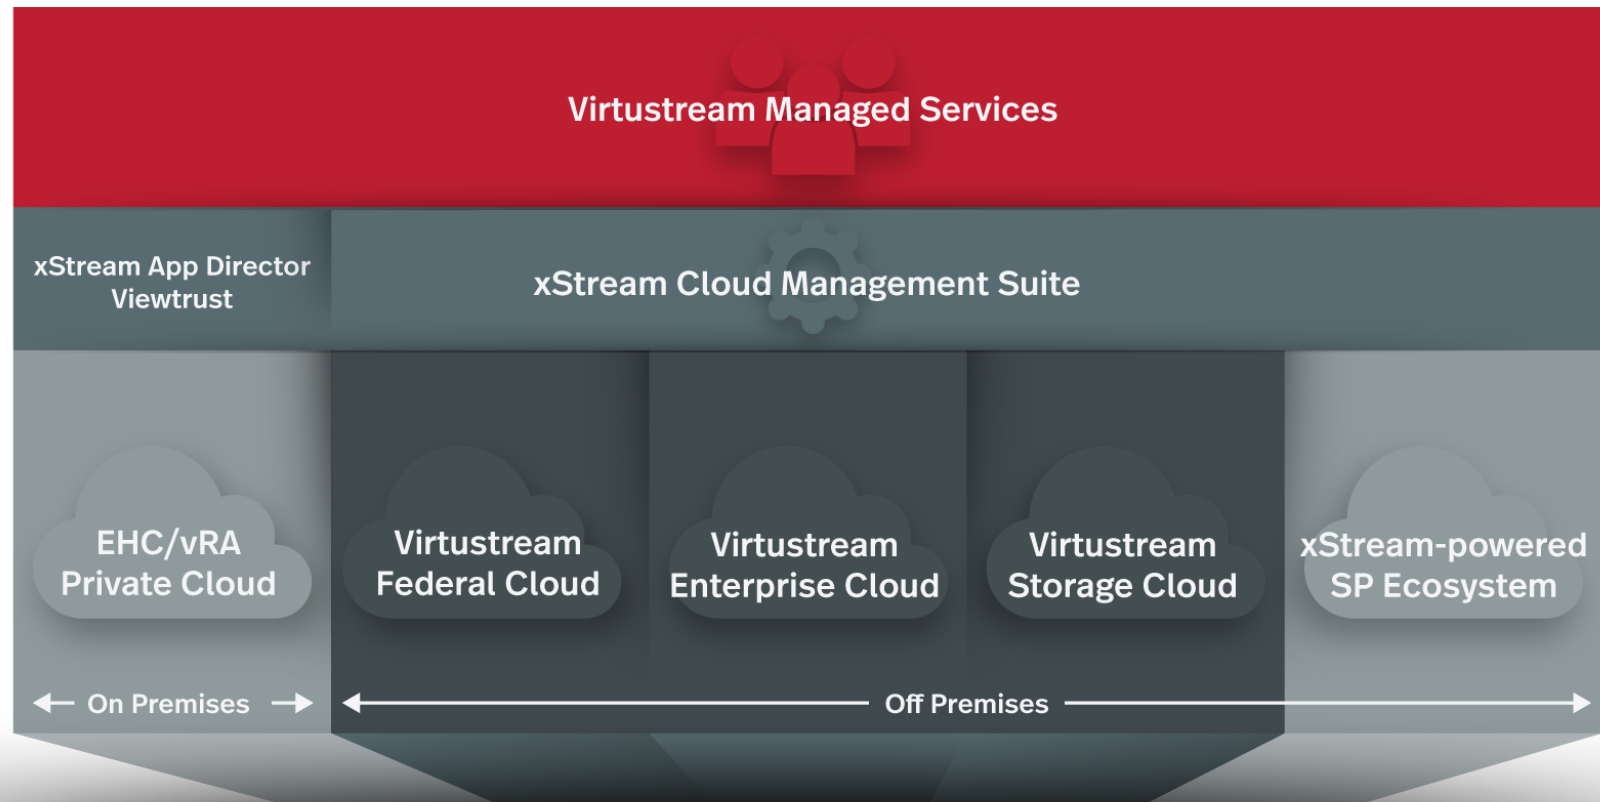 Virtustream Managed Services
xStream App Director
Viewtrust
xStream Cloud Management Suite
EHC/vRA
Private Cloud
Virtustream
Federal Cloud
Virtustream
Enterprise Cloud
Virtustream
Storage Cloud
xStream-powered
SP Ecosystem
On Premises
Off Premises